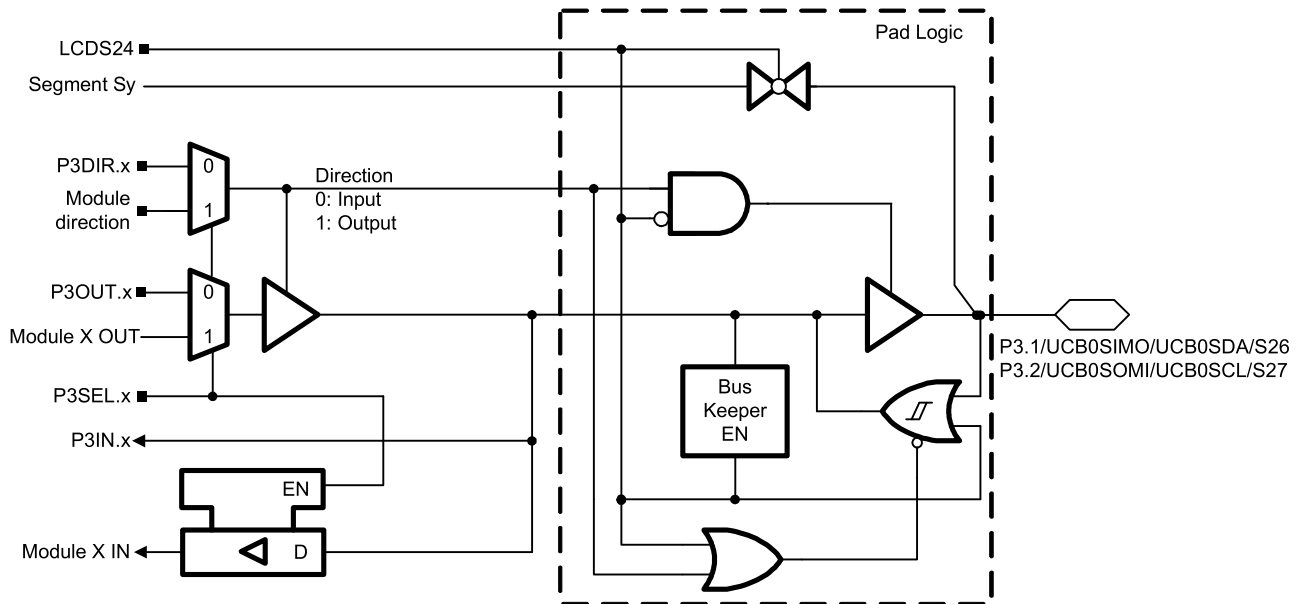 Pad Logic
LCDS24
Segment Sy
P3DIR.x
0
Module
direction
1
Direction
0: Input
1: Output
P3OUT.x
0
Module X OUT
1
P3SEL.x
P3IN.x
P3.1/UCB0SIMO/UCB0SDA/S26
P3.2/UCB0SOMI/UCB0SCL/S27
Bus
Keeper
EN
EN
Module X IN
D